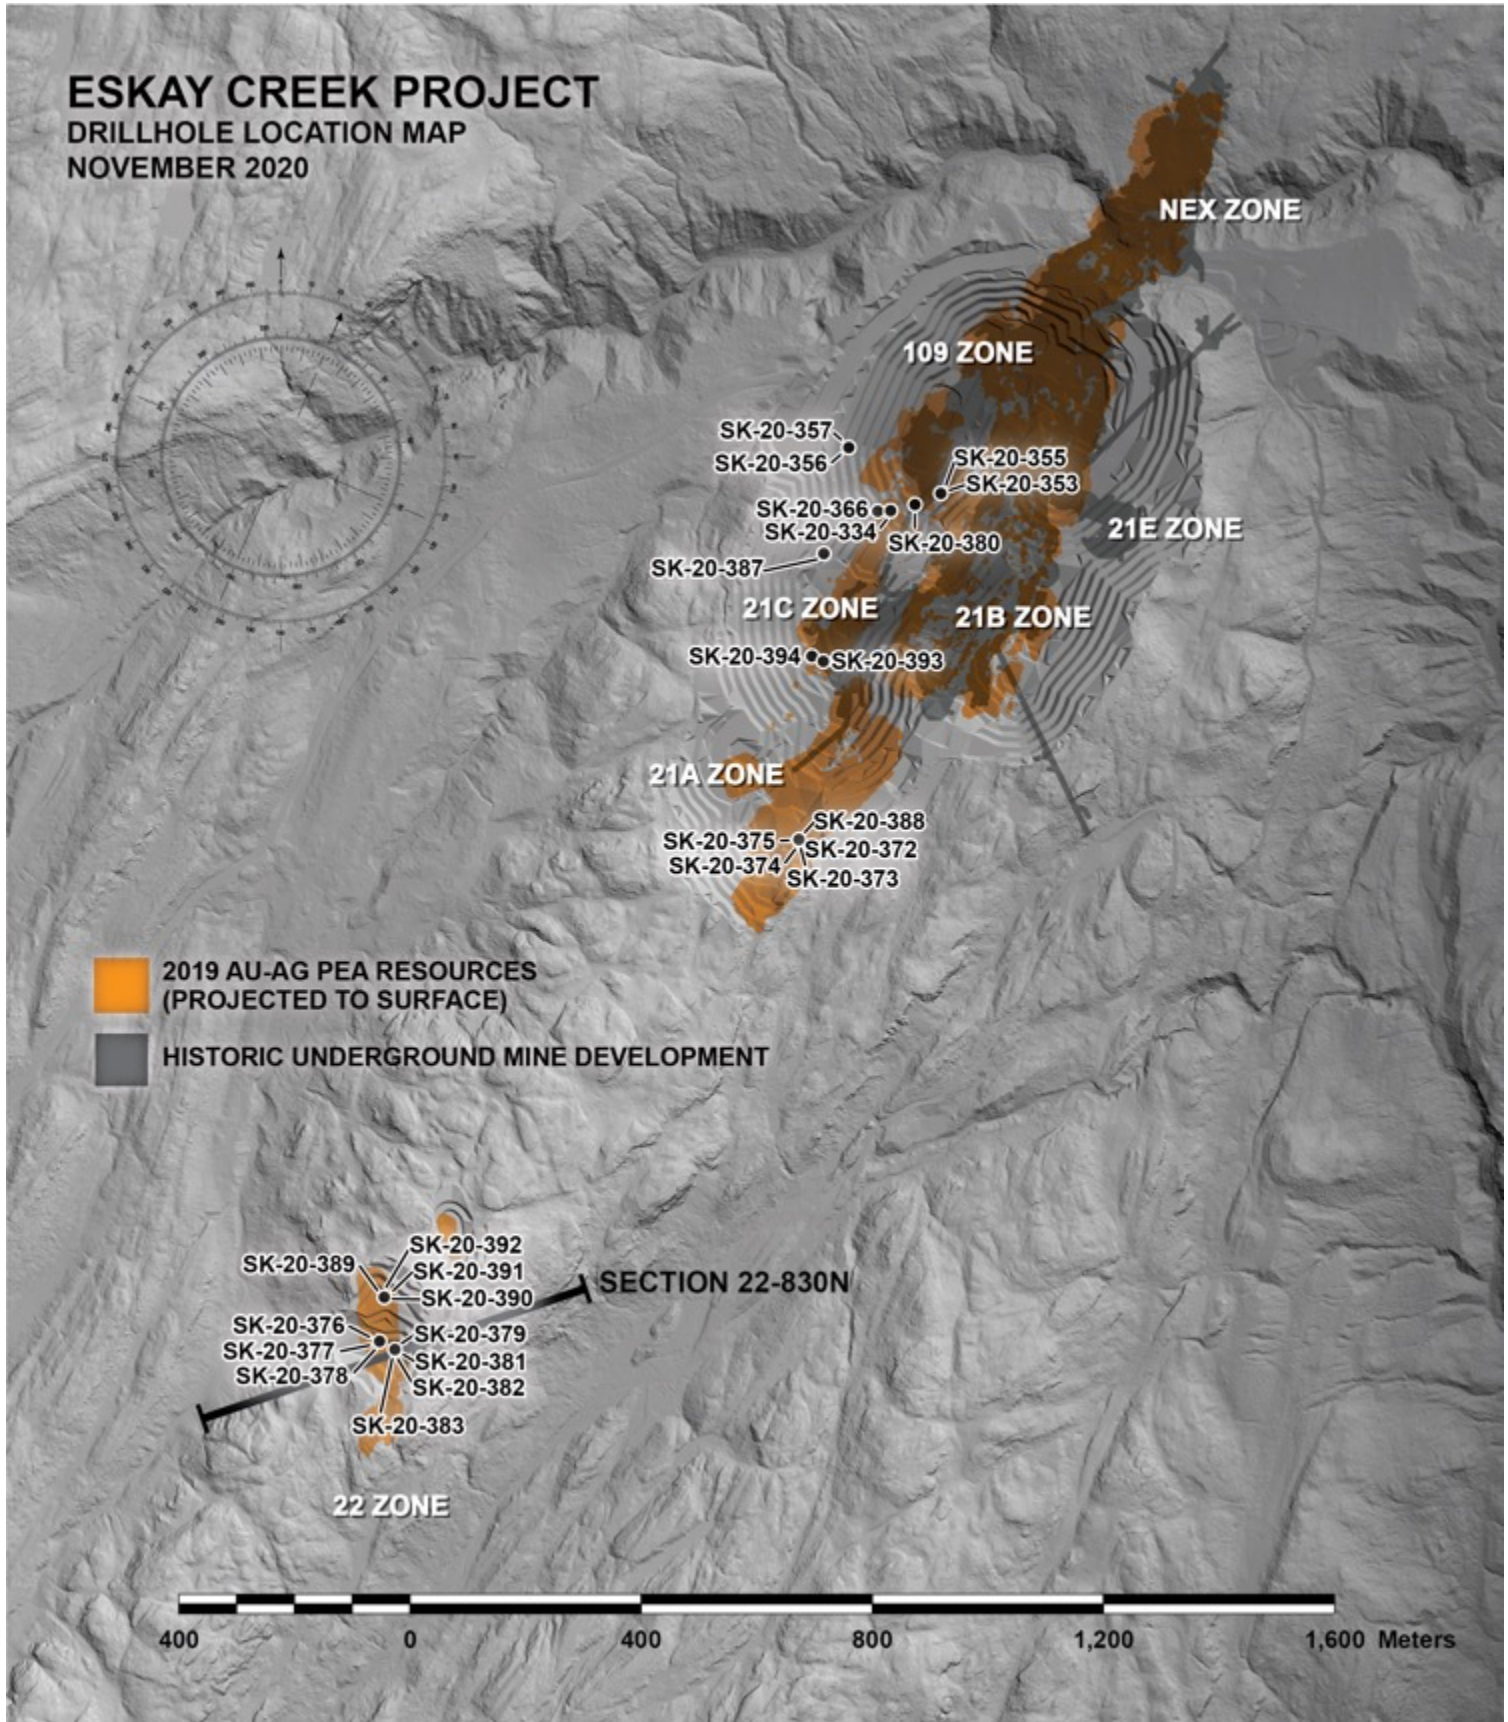 ESKAY CREEK PROJECT
DRILLHOLE LOCATION MAP
NOVEMBER 2020
NEX ZONE
109 ZONE
SK-20-357
SK-20-356
SK-20-355
SK-20-353
SK-20-366
SK-20-334
SK-20-380
21E ZONE
SK-20-387
21C ZONE
21B ZONE
SK-20-394
SK-20-393
21A ZONE
SK-20-388
SK-20-375
SK-20-372
SK-20-374
SK-20-373
2019 AU-AG PEA RESOURCES
(PROJECTED TO SURFACE)
HISTORIC UNDERGROUND MINE DEVELOPMENT
SK-20-392
SK-20-389
SK-20-391
SK-20-390
SECTION 22-830N
SK-20-376
SK-20-379
SK-20-377
SK-20-381
SK-20-378
SK-20-382
SK-20-383
22 ZONE
400 0 400 800 1,200 1,600 Meters